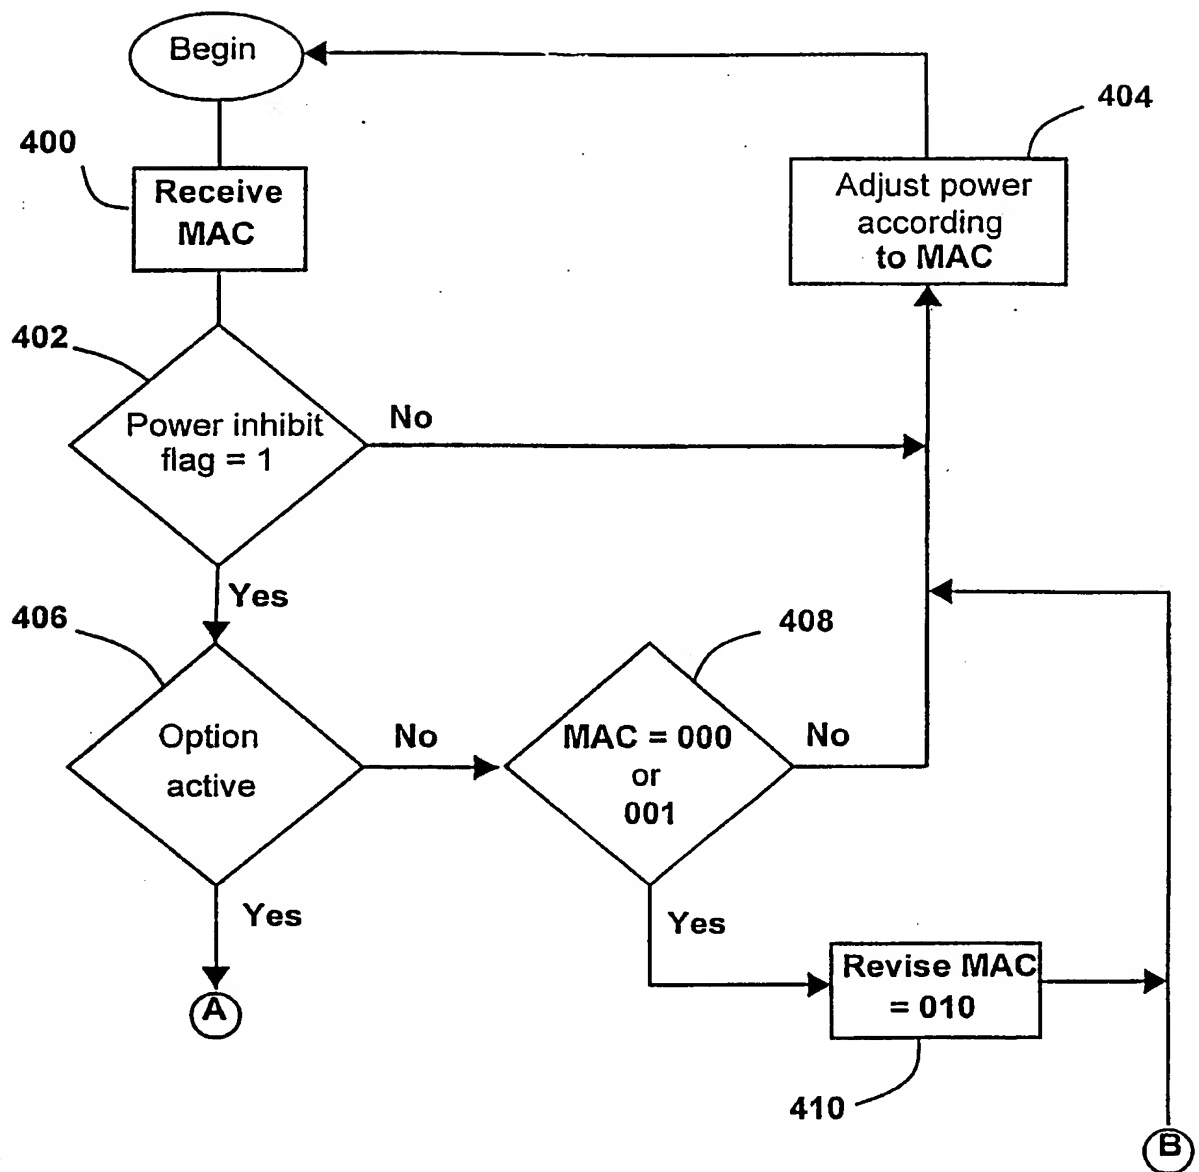 Begin
404
400
Receive
MAC
Adjust power
according
to MAC
402
Power inhibit
flag = 1
No
Yes
406
408
Option
active
No
MAC = 000
or
001
No
Yes
Yes
Revise MAC
= 010
A
410
B